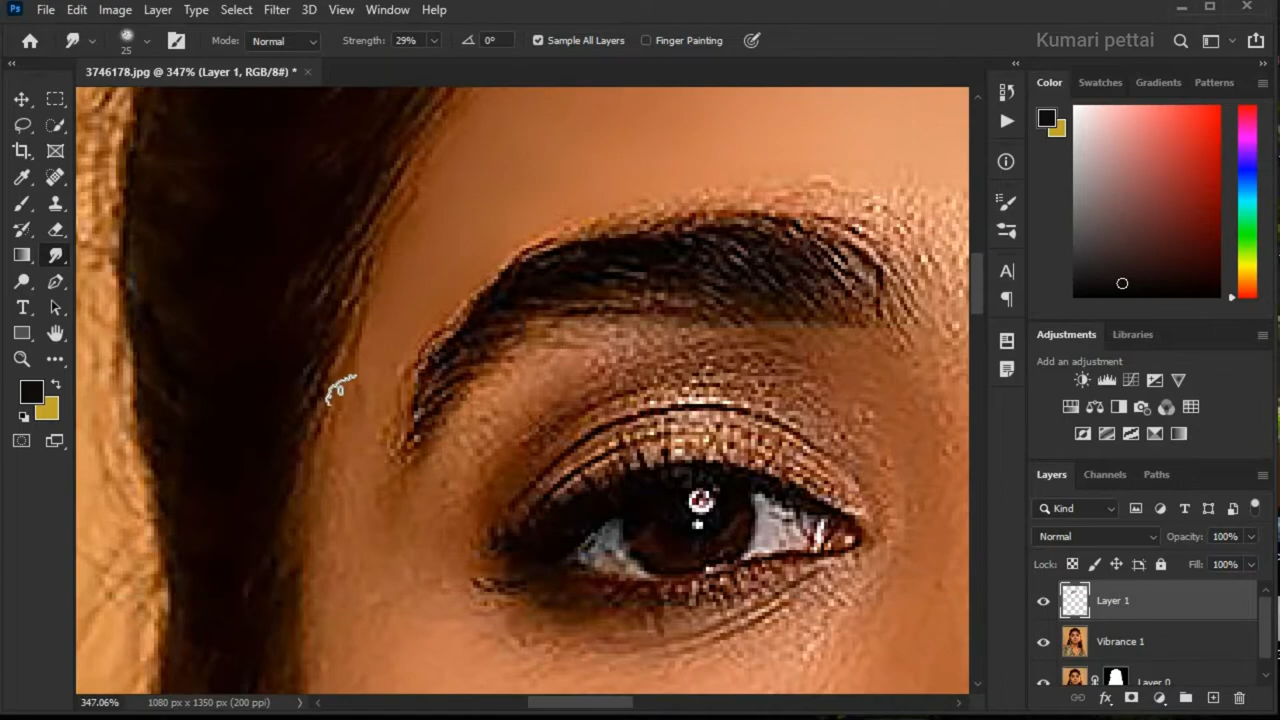 Ps File Edit Image Layer Type Select Filter 3D View Window Help
25 Mode: Normal Strength: 29% 0° Sample All Layers Finger Painting Kumari pettai
3746178.jpg @ 347% (Layer 1, RGB/8#) * ×
Color Swatches Gradients Patterns
Adjustments Libraries
Add an adjustment
Layers Channels Paths
Kind
Normal Opacity: 100%
Lock: Fill: 100%
Layer 1
Vibrance 1
Layer 0
fx
347.06% 1080 px x 1350 px (200 ppi)